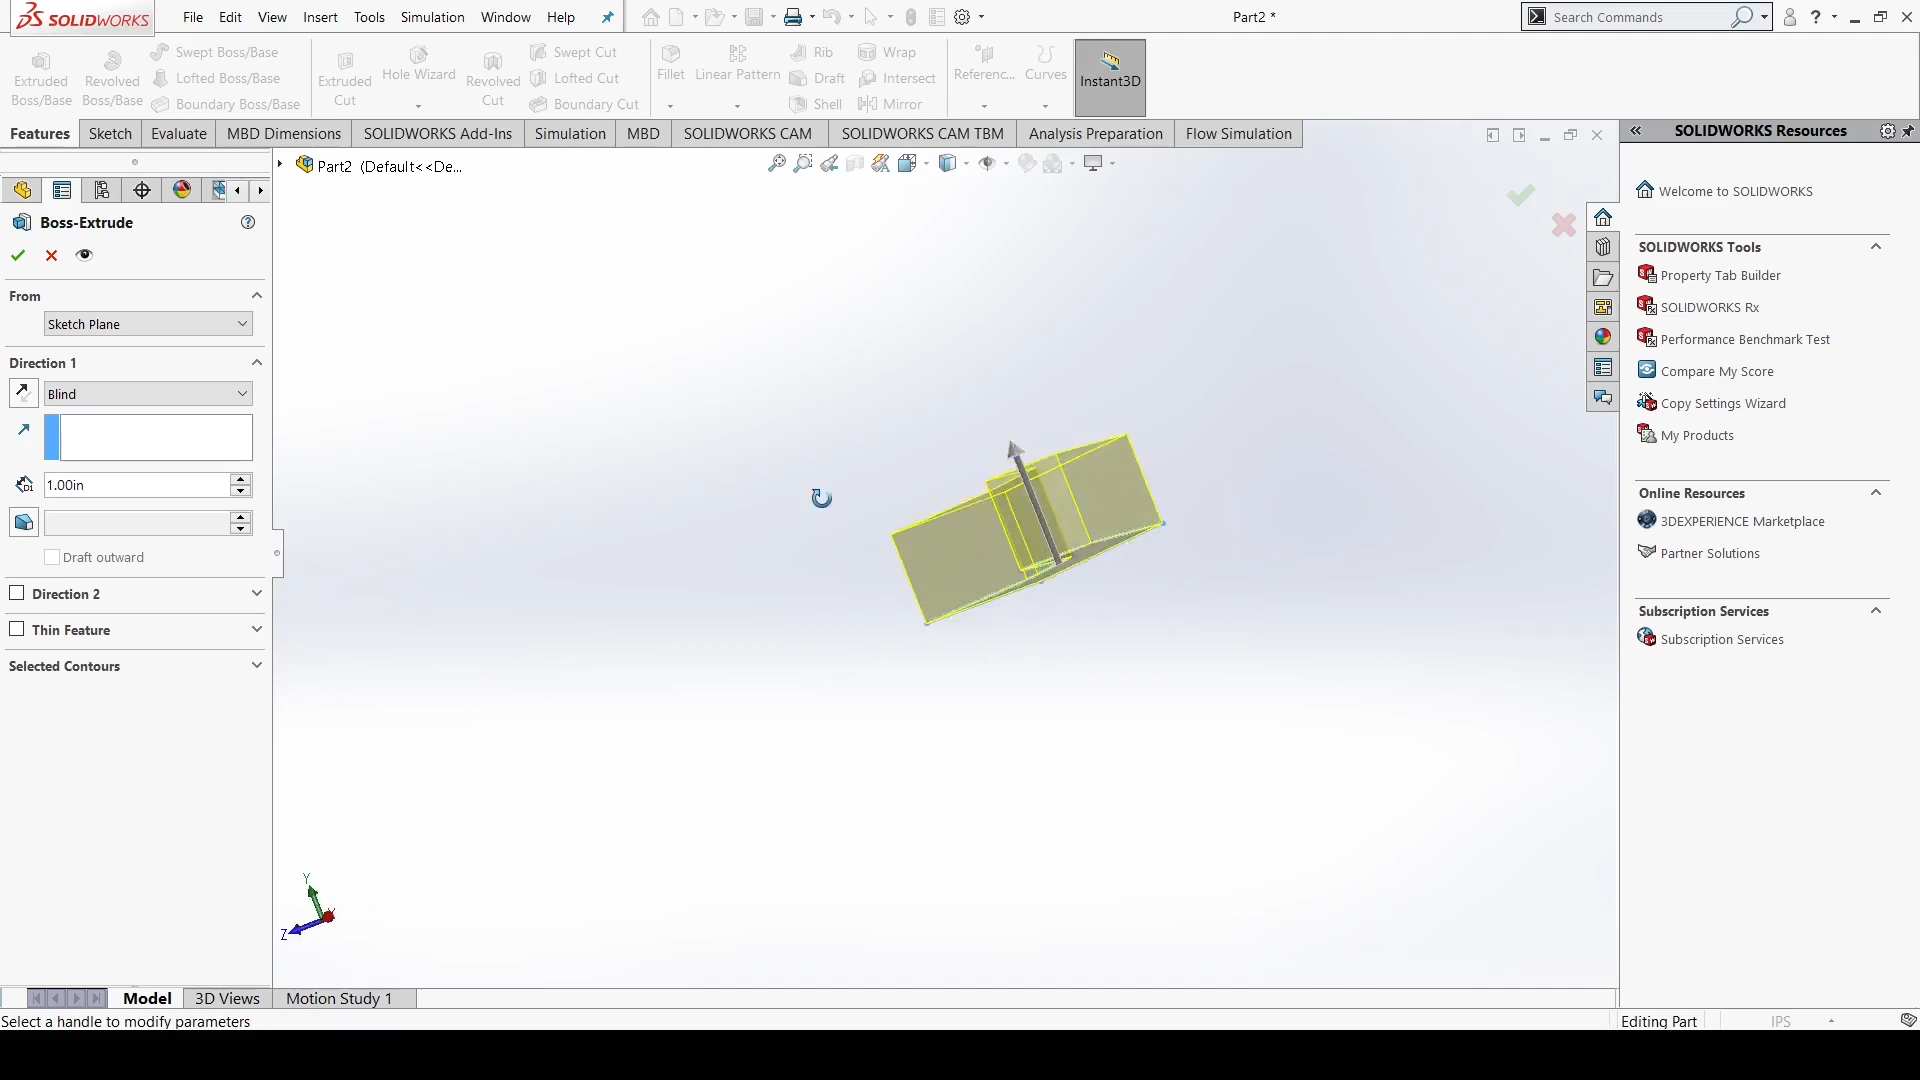 SOLIDWORKS
File Edit View Insert Tools Simulation Window Help
Part2 *
Search Commands
Extruded Boss/Base
Revolved Boss/Base
Swept Boss/Base
Lofted Boss/Base
Boundary Boss/Base
Extruded Cut
Hole Wizard
Revolved Cut
Swept Cut
Lofted Cut
Boundary Cut
Fillet
Linear Pattern
Rib
Draft
Shell
Wrap
Intersect
Mirror
Referenc...
Curves
Instant3D
Features Sketch Evaluate MBD Dimensions SOLIDWORKS Add-Ins Simulation MBD SOLIDWORKS CAM SOLIDWORKS CAM TBM Analysis Preparation Flow Simulation
Part2 (Default<<De...
Boss-Extrude
From
Sketch Plane
Direction 1
Blind
1.00in
Draft outward
Direction 2
Thin Feature
Selected Contours
Y
Z
SOLIDWORKS Resources
Welcome to SOLIDWORKS
SOLIDWORKS Tools
Property Tab Builder
SOLIDWORKS Rx
Performance Benchmark Test
Compare My Score
Copy Settings Wizard
My Products
Online Resources
3DEXPERIENCE Marketplace
Partner Solutions
Subscription Services
Subscription Services
Model 3D Views Motion Study 1
Select a handle to modify parameters
Editing Part
IPS